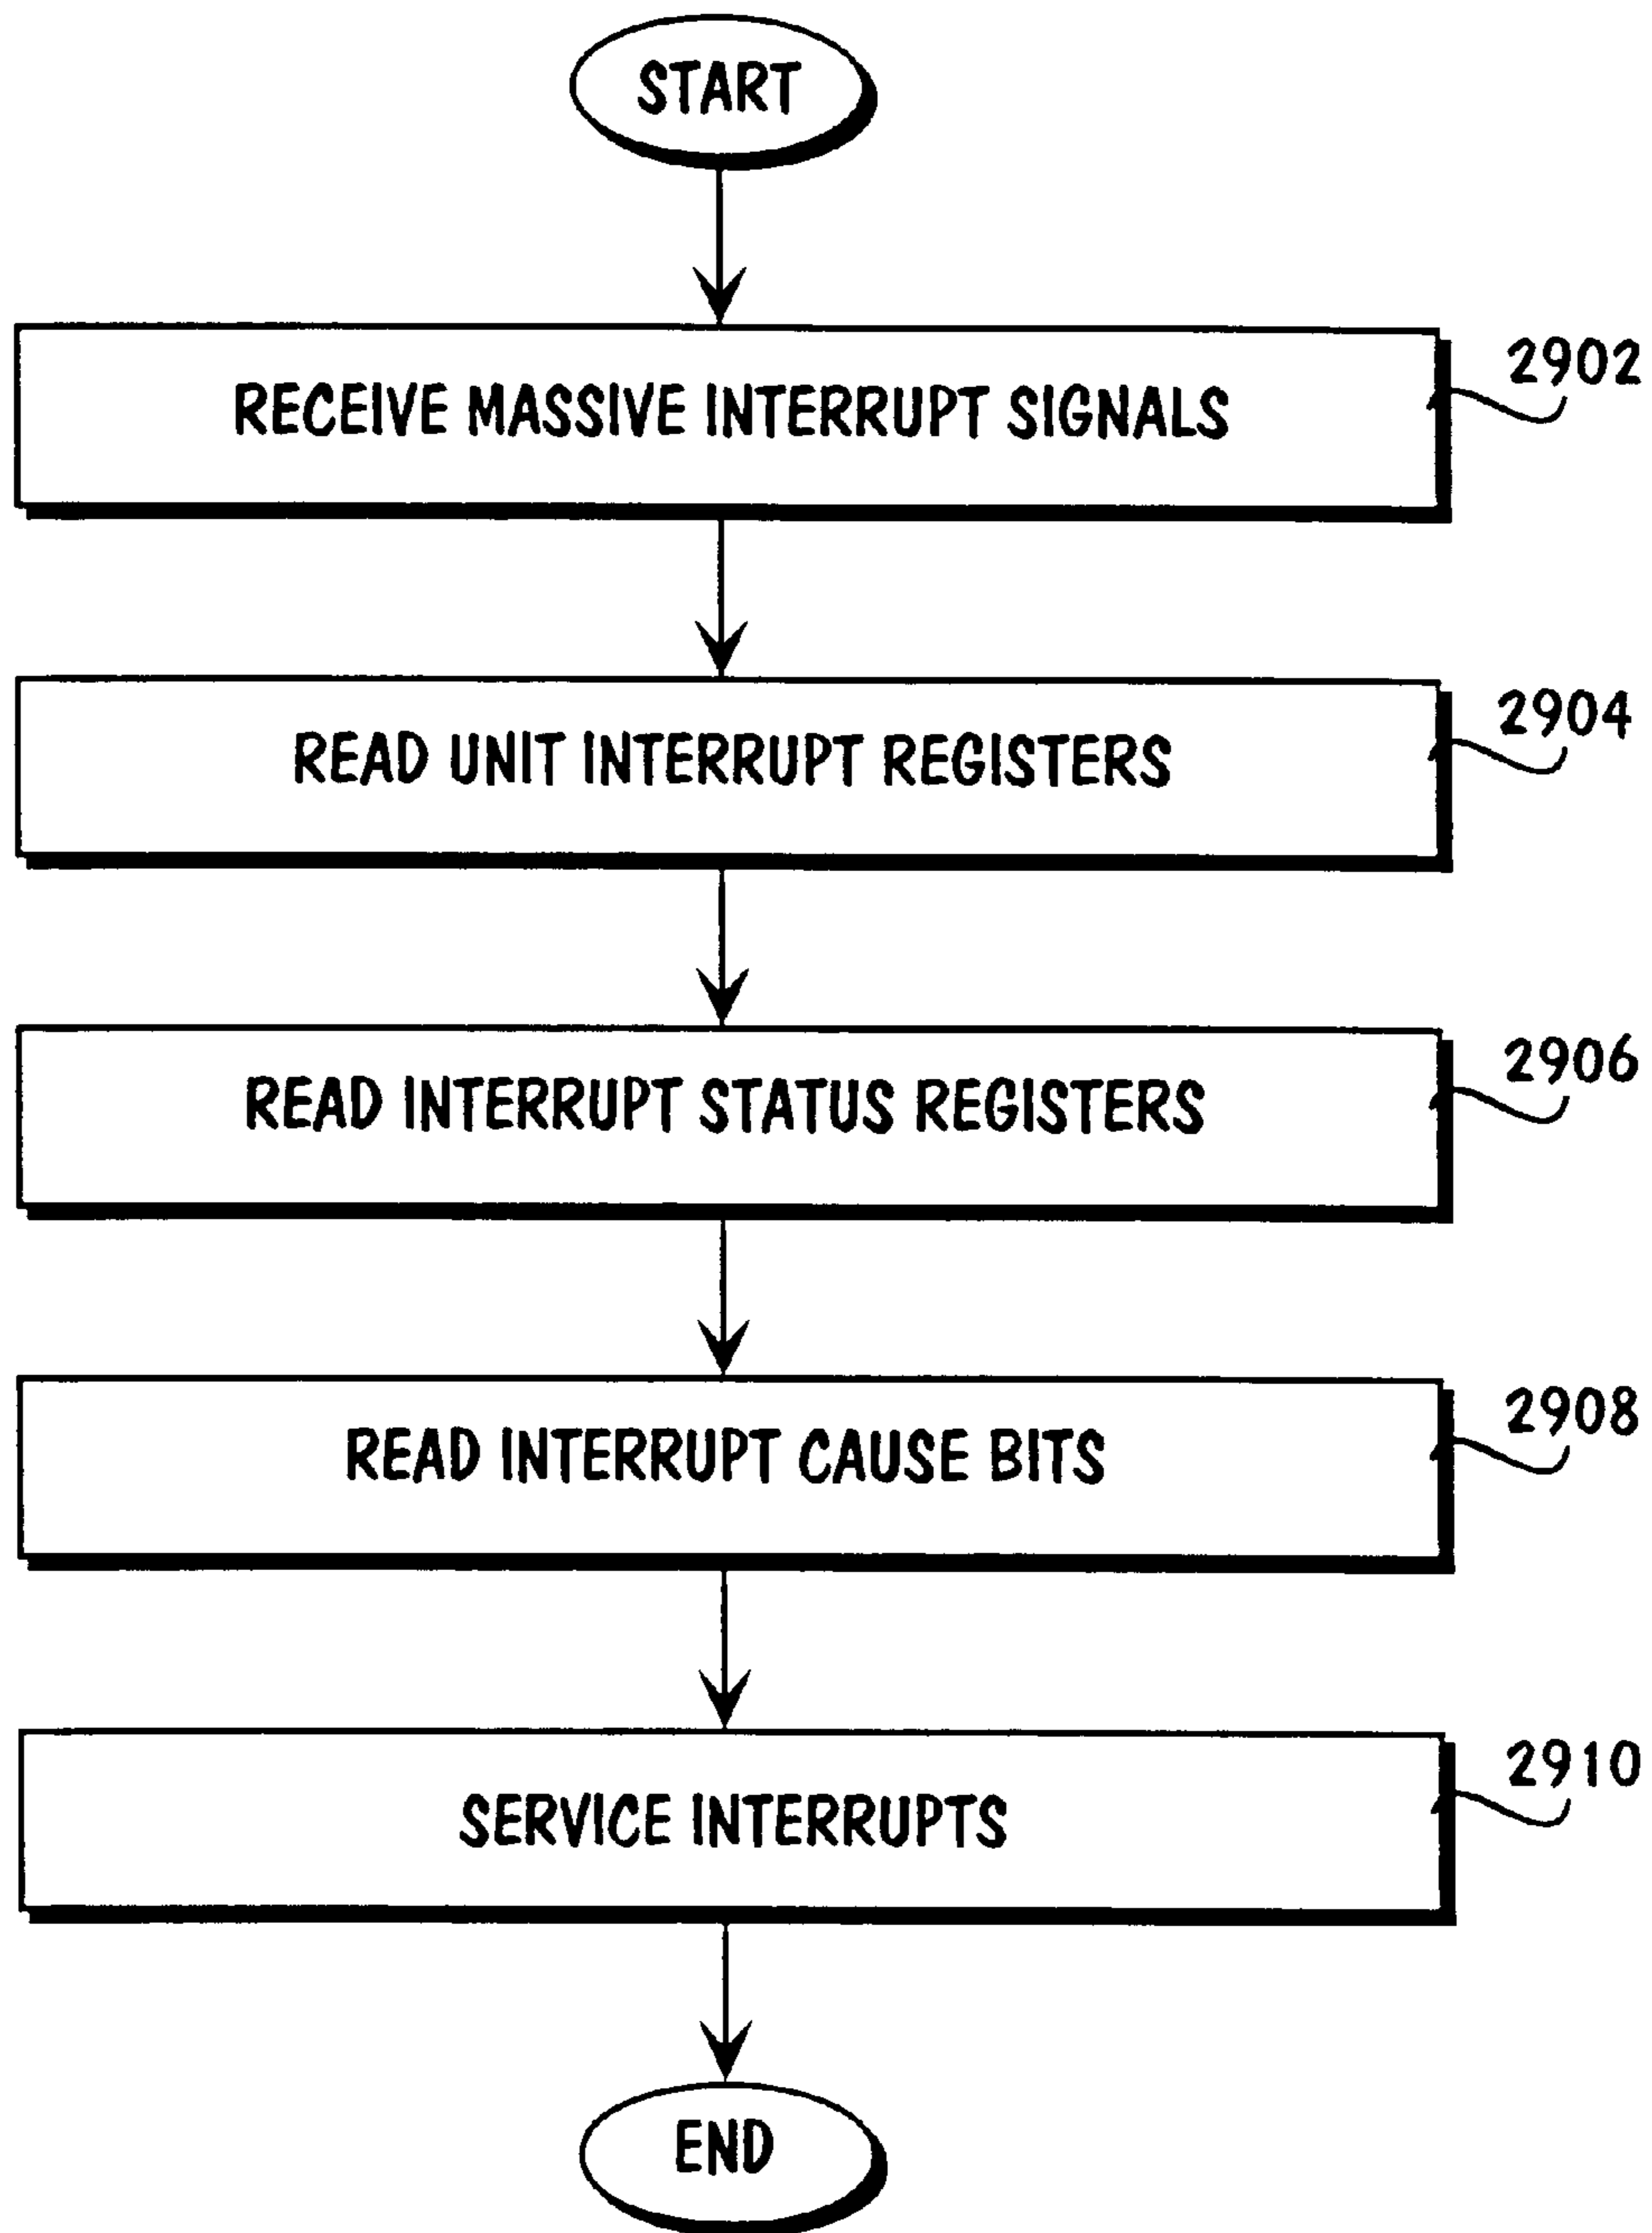 START
RECEIVE MASSIVE INTERRUPT SIGNALS
2902
READ UNIT INTERRUPT REGISTERS
2904
READ INTERRUPT STATUS REGISTERS
2906
READ INTERRUPT CAUSE BITS
2908
SERVICE INTERRUPTS
2910
END